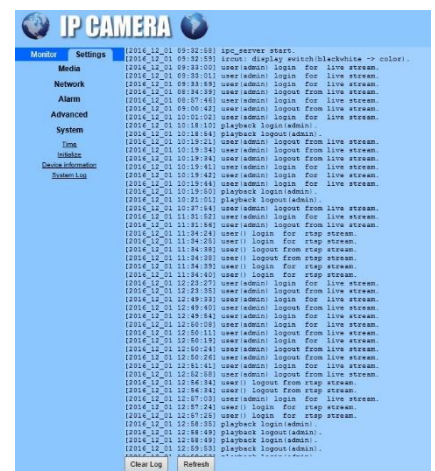 IP CAMERA
Monitor Settings
Media
Network
Alarm
Advanced
System
Time
Initialize
Device information
System Log
[2016_12_01 09:32:58] ipc_server start.
[2016_12_01 09:32:59] ircut: display switch(blackwhite -> color).
[2016_12_01 09:33:00] user(admin) login for live stream.
[2016_12_01 09:33:01] user(admin) login for live stream.
[2016_12_01 09:33:59] user(admin) login for live stream.
[2016_12_01 08:34:39] user(admin) logout from live stream.
[2016_12_01 08:57:46] user(admin) login for live stream.
[2016_12_01 09:00:42] user(admin) logout from live stream.
[2016_12_01 10:01:02] user(admin) login for live stream.
[2016_12_01 10:18:10] playback login(admin).
[2016_12_01 10:18:54] playback logout(admin).
[2016_12_01 10:19:21] user(admin) logout from live stream.
[2016_12_01 10:19:34] user(admin) login for live stream.
[2016_12_01 10:19:34] user(admin) logout from live stream.
[2016_12_01 10:19:41] user(admin) login for live stream.
[2016_12_01 10:19:42] user(admin) login for live stream.
[2016_12_01 10:19:44] user(admin) login for live stream.
[2016_12_01 10:19:50] playback login(admin).
[2016_12_01 10:21:01] playback logout(admin).
[2016_12_01 10:37:54] user(admin) logout from live stream.
[2016_12_01 11:31:52] user(admin) login for live stream.
[2016_12_01 11:31:56] user(admin) logout from live stream.
[2016_12_01 11:34:24] user() login for rtsp stream.
[2016_12_01 11:34:25] user() login for rtsp stream.
[2016_12_01 11:34:38] user() logout from rtsp stream.
[2016_12_01 11:34:38] user() logout from rtsp stream.
[2016_12_01 11:34:39] user() login for rtsp stream.
[2016_12_01 11:34:40] user() login for rtsp stream.
[2016_12_01 12:23:27] user(admin) login for live stream.
[2016_12_01 12:23:35] user(admin) logout from live stream.
[2016_12_01 12:49:33] user(admin) login for live stream.
[2016_12_01 12:49:40] user(admin) logout from live stream.
[2016_12_01 12:49:54] user(admin) login for live stream.
[2016_12_01 12:50:08] user(admin) login for live stream.
[2016_12_01 12:50:11] user(admin) logout from live stream.
[2016_12_01 12:50:19] user(admin) login for live stream.
[2016_12_01 12:50:24] user(admin) logout from live stream.
[2016_12_01 12:50:26] user(admin) logout from live stream.
[2016_12_01 12:51:41] user(admin) login for live stream.
[2016_12_01 12:52:58] user(admin) logout from live stream.
[2016_12_01 12:56:34] user() logout from rtsp stream.
[2016_12_01 12:56:34] user() logout from rtsp stream.
[2016_12_01 12:57:03] user(admin) login for live stream.
[2016_12_01 12:57:24] user() login for rtsp stream.
[2016_12_01 12:57:25] user() login for rtsp stream.
[2016_12_01 12:58:35] playback login(admin).
[2016_12_01 12:58:49] playback logout(admin).
[2016_12_01 12:58:49] playback login(admin).
[2016_12_01 12:59:53] playback logout(admin).
Clear Log Refresh